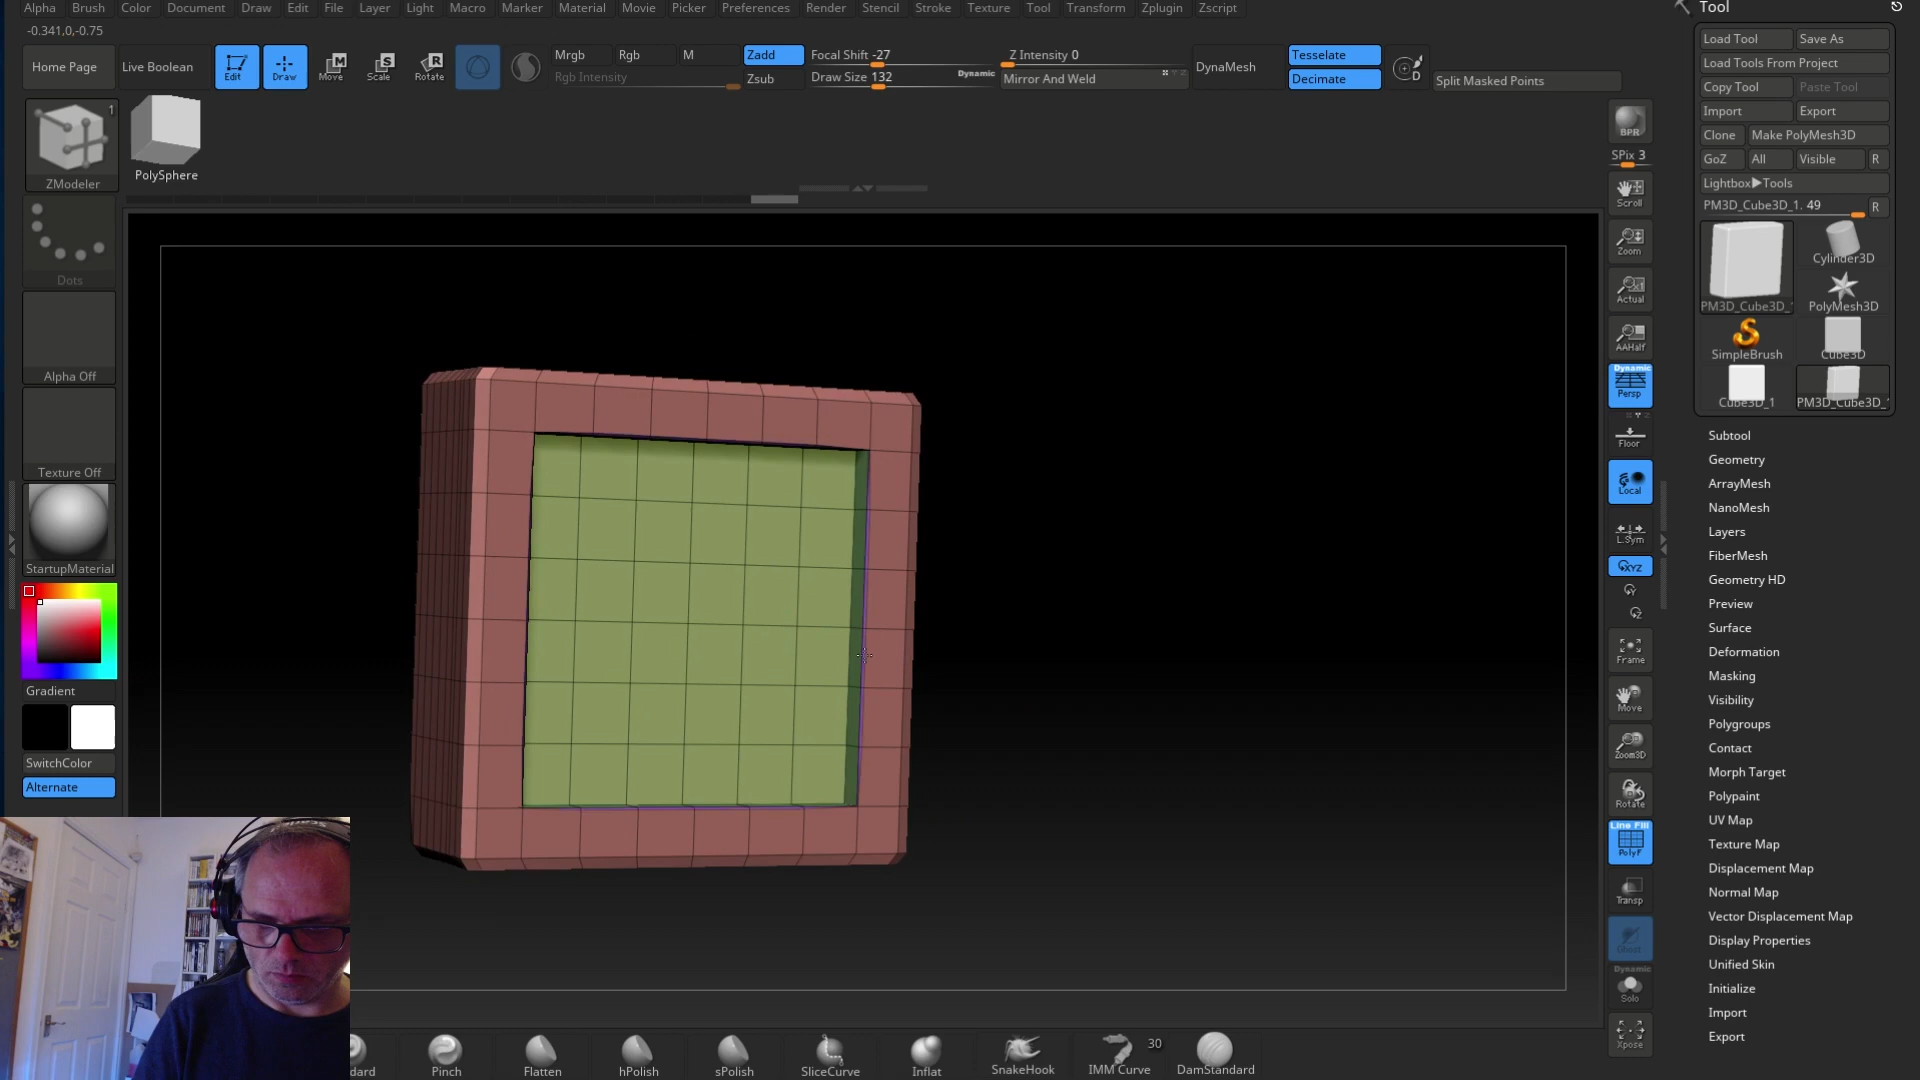 Alpha Brush Color Document Draw Edit File Layer Light Macro Marker Material Movie Picker Preferences Render Stencil Stroke Texture Tool Transform Zplugin Zscript
-0.341,0,-0.75
Home Page
Live Boolean
Edit
Draw
Move
Scale
Rotate
Mrgb
Rgb
M
Rgb Intensity
Zadd
Zsub
Focal Shift -27
Draw Size 132
Dynamic
Z Intensity 0
Mirror And Weld
DynaMesh
Tesselate
Decimate
Split Masked Points
1
ZModeler
PolySphere
Dots
Alpha Off
Texture Off
StartupMaterial
Gradient
SwitchColor
Alternate
BPR
SPix 3
Scroll
Zoom
Actual
AAHalf
Dynamic
Persp
Floor
Local
L.Sym
XYZ
Frame
Move
Zoom3D
Rotate
Line Fill
PolyF
Transp
Ghost
Dynamic
Solo
Xpose
Tool
Load Tool
Save As
Load Tools From Project
Copy Tool
Paste Tool
Import
Export
Clone
Make PolyMesh3D
GoZ
All
Visible
R
Lightbox▶Tools
PM3D_Cube3D_1. 49
R
PM3D_Cube3D_
Cylinder3D
PolyMesh3D
SimpleBrush
Cube3D
Cube3D_1
PM3D_Cube3D_
Subtool
Geometry
ArrayMesh
NanoMesh
Layers
FiberMesh
Geometry HD
Preview
Surface
Deformation
Masking
Visibility
Polygroups
Contact
Morph Target
Polypaint
UV Map
Texture Map
Displacement Map
Normal Map
Vector Displacement Map
Display Properties
Unified Skin
Initialize
Import
Export
dard
Pinch
Flatten
hPolish
sPolish
SliceCurve
Inflat
SnakeHook
30
IMM Curve
DamStandard